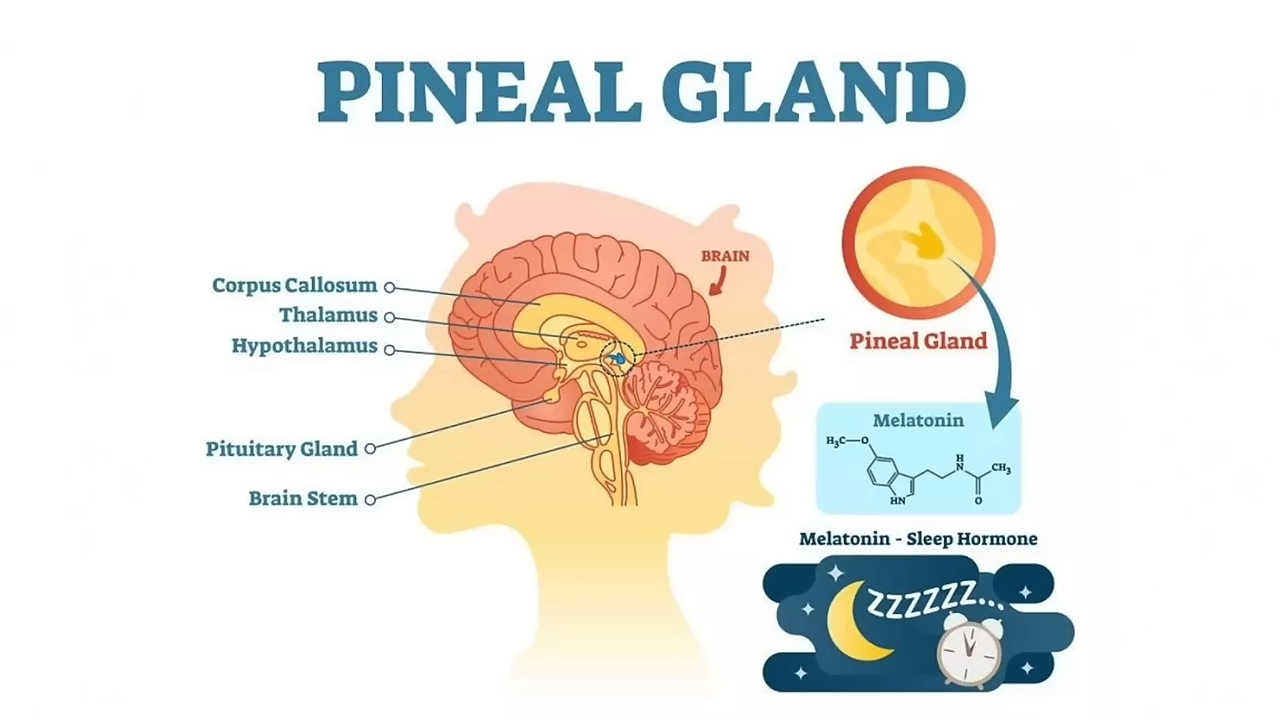 PINEAL GLAND
BRAIN
Corpus Callosum
Thalamus
Hypothalamus
Pituitary Gland
Brain Stem
Pineal Gland
Melatonin
H₃C—O
H
N
CH₃
HN
O
Melatonin - Sleep Hormone
ZZZZZZ...